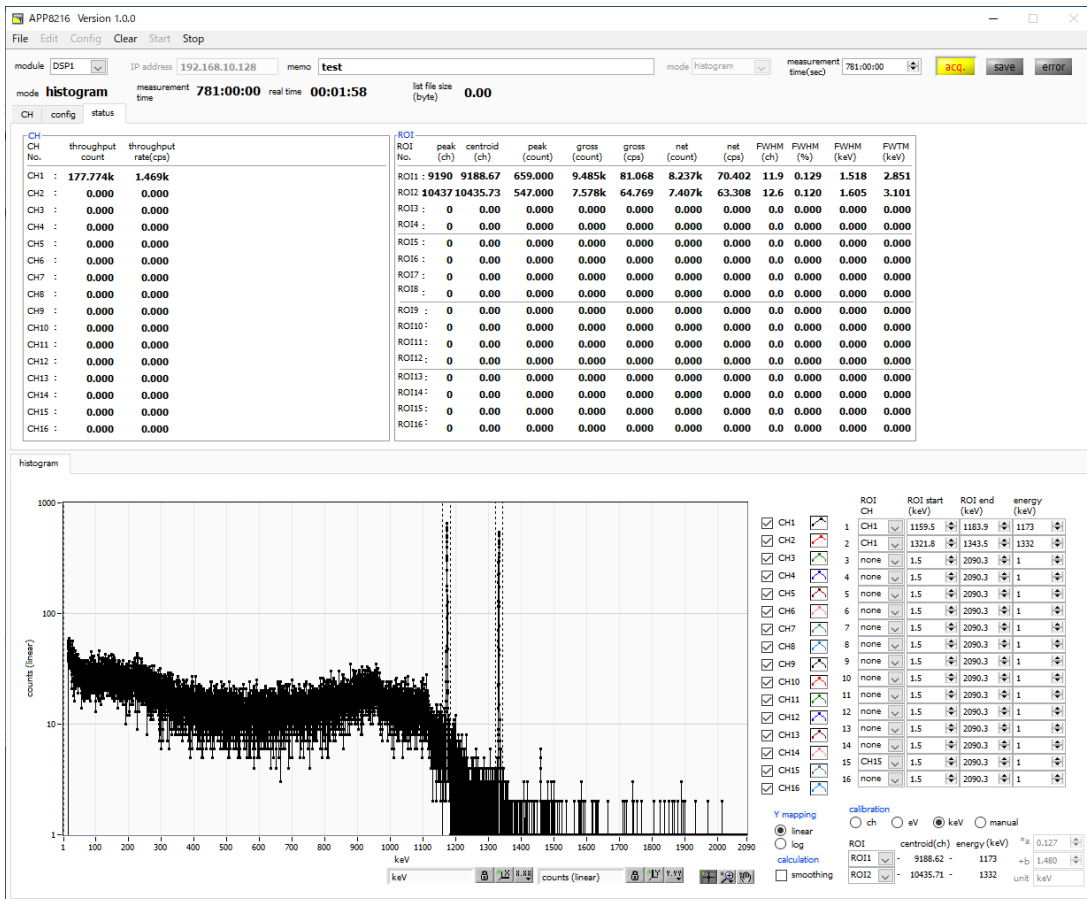 APP8216 Version 1.0.0
File Edit Config Clear Start Stop
module DSP1 IP address 192.168.10.128 memo test mode histogram measurement time(sec) 781:00:00 acq. save error
mode histogram measurement time 781:00:00 real time 00:01:58 list file size (byte) 0.00
CH config status
CH
CH No. throughput count throughput rate(cps)
CH1 : 177.774k 1.469k
CH2 : 0.000 0.000
CH3 : 0.000 0.000
CH4 : 0.000 0.000
CH5 : 0.000 0.000
CH6 : 0.000 0.000
CH7 : 0.000 0.000
CH8 : 0.000 0.000
CH9 : 0.000 0.000
CH10 : 0.000 0.000
CH11 : 0.000 0.000
CH12 : 0.000 0.000
CH13 : 0.000 0.000
CH14 : 0.000 0.000
CH15 : 0.000 0.000
CH16 : 0.000 0.000
ROI
ROI No. peak (ch) centroid (ch) peak (count) gross (count) gross (cps) net (count) net (cps) FWHM (ch) FWHM (%) FWHM (keV) FWTM (keV)
ROI1 : 9190 9188.67 659.000 9.485k 81.068 8.237k 70.402 11.9 0.129 1.518 2.851
ROI2 10437 10435.73 547.000 7.578k 64.769 7.407k 63.308 12.6 0.120 1.605 3.101
ROI3 : 0 0.00 0.000 0.000 0.000 0.000 0.000 0.0 0.000 0.000 0.000
ROI4 : 0 0.00 0.000 0.000 0.000 0.000 0.000 0.0 0.000 0.000 0.000
ROI5 : 0 0.00 0.000 0.000 0.000 0.000 0.000 0.0 0.000 0.000 0.000
ROI6 : 0 0.00 0.000 0.000 0.000 0.000 0.000 0.0 0.000 0.000 0.000
ROI7 : 0 0.00 0.000 0.000 0.000 0.000 0.000 0.0 0.000 0.000 0.000
ROI8 : 0 0.00 0.000 0.000 0.000 0.000 0.000 0.0 0.000 0.000 0.000
ROI9 : 0 0.00 0.000 0.000 0.000 0.000 0.000 0.0 0.000 0.000 0.000
ROI10 : 0 0.00 0.000 0.000 0.000 0.000 0.000 0.0 0.000 0.000 0.000
ROI11 : 0 0.00 0.000 0.000 0.000 0.000 0.000 0.0 0.000 0.000 0.000
ROI12 : 0 0.00 0.000 0.000 0.000 0.000 0.000 0.0 0.000 0.000 0.000
ROI13 : 0 0.00 0.000 0.000 0.000 0.000 0.000 0.0 0.000 0.000 0.000
ROI14 : 0 0.00 0.000 0.000 0.000 0.000 0.000 0.0 0.000 0.000 0.000
ROI15 : 0 0.00 0.000 0.000 0.000 0.000 0.000 0.0 0.000 0.000 0.000
ROI16 : 0 0.00 0.000 0.000 0.000 0.000 0.000 0.0 0.000 0.000 0.000
histogram
counts (linear)
1000
100
10
1
1 100 200 300 400 500 600 700 800 900 1000 1100 1200 1300 1400 1500 1600 1700 1800 1900 2000 2090
keV
keV counts (linear)
CH1
CH2
CH3
CH4
CH5
CH6
CH7
CH8
CH9
CH10
CH11
CH12
CH13
CH14
CH15
CH16
ROI CH ROI start (keV) ROI end (keV) energy (keV)
1 CH1 1159.5 1183.9 1173
2 CH1 1321.8 1343.5 1332
3 none 1.5 2090.3 1
4 none 1.5 2090.3 1
5 none 1.5 2090.3 1
6 none 1.5 2090.3 1
7 none 1.5 2090.3 1
8 none 1.5 2090.3 1
9 none 1.5 2090.3 1
10 none 1.5 2090.3 1
11 none 1.5 2090.3 1
12 none 1.5 2090.3 1
13 none 1.5 2090.3 1
14 none 1.5 2090.3 1
15 CH15 1.5 2090.3 1
16 none 1.5 2090.3 1
Y mapping
linear
log
calculation
smoothing
calibration
ch eV keV manual
ROI centroid(ch) energy (keV) *a 0.127
ROI1 - 9188.62 - 1173 +b 1.480
ROI2 - 10435.71 - 1332 unit keV